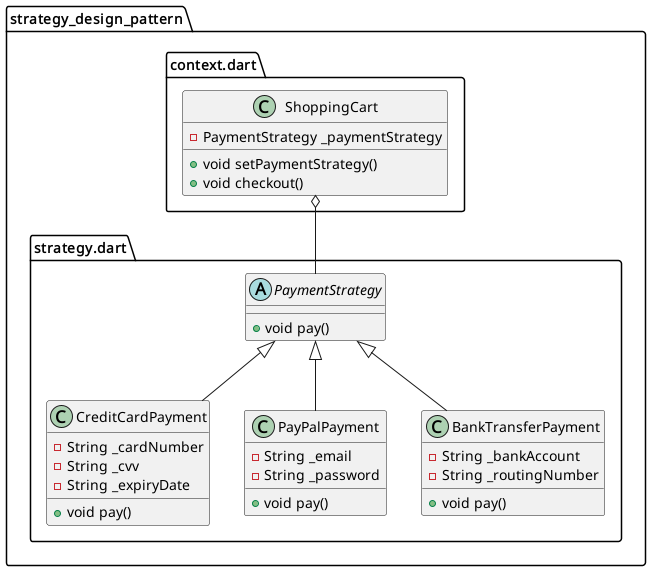 strategy_design_pattern
context.dart
C ShoppingCart
PaymentStrategy _paymentStrategy
void setPaymentStrategy()
void checkout()
strategy.dart
A PaymentStrategy
void pay()
C CreditCardPayment
String _cardNumber
String _cvv
String _expiryDate
void pay()
C PayPalPayment
String _email
String _password
void pay()
C BankTransferPayment
String _bankAccount
String _routingNumber
void pay()